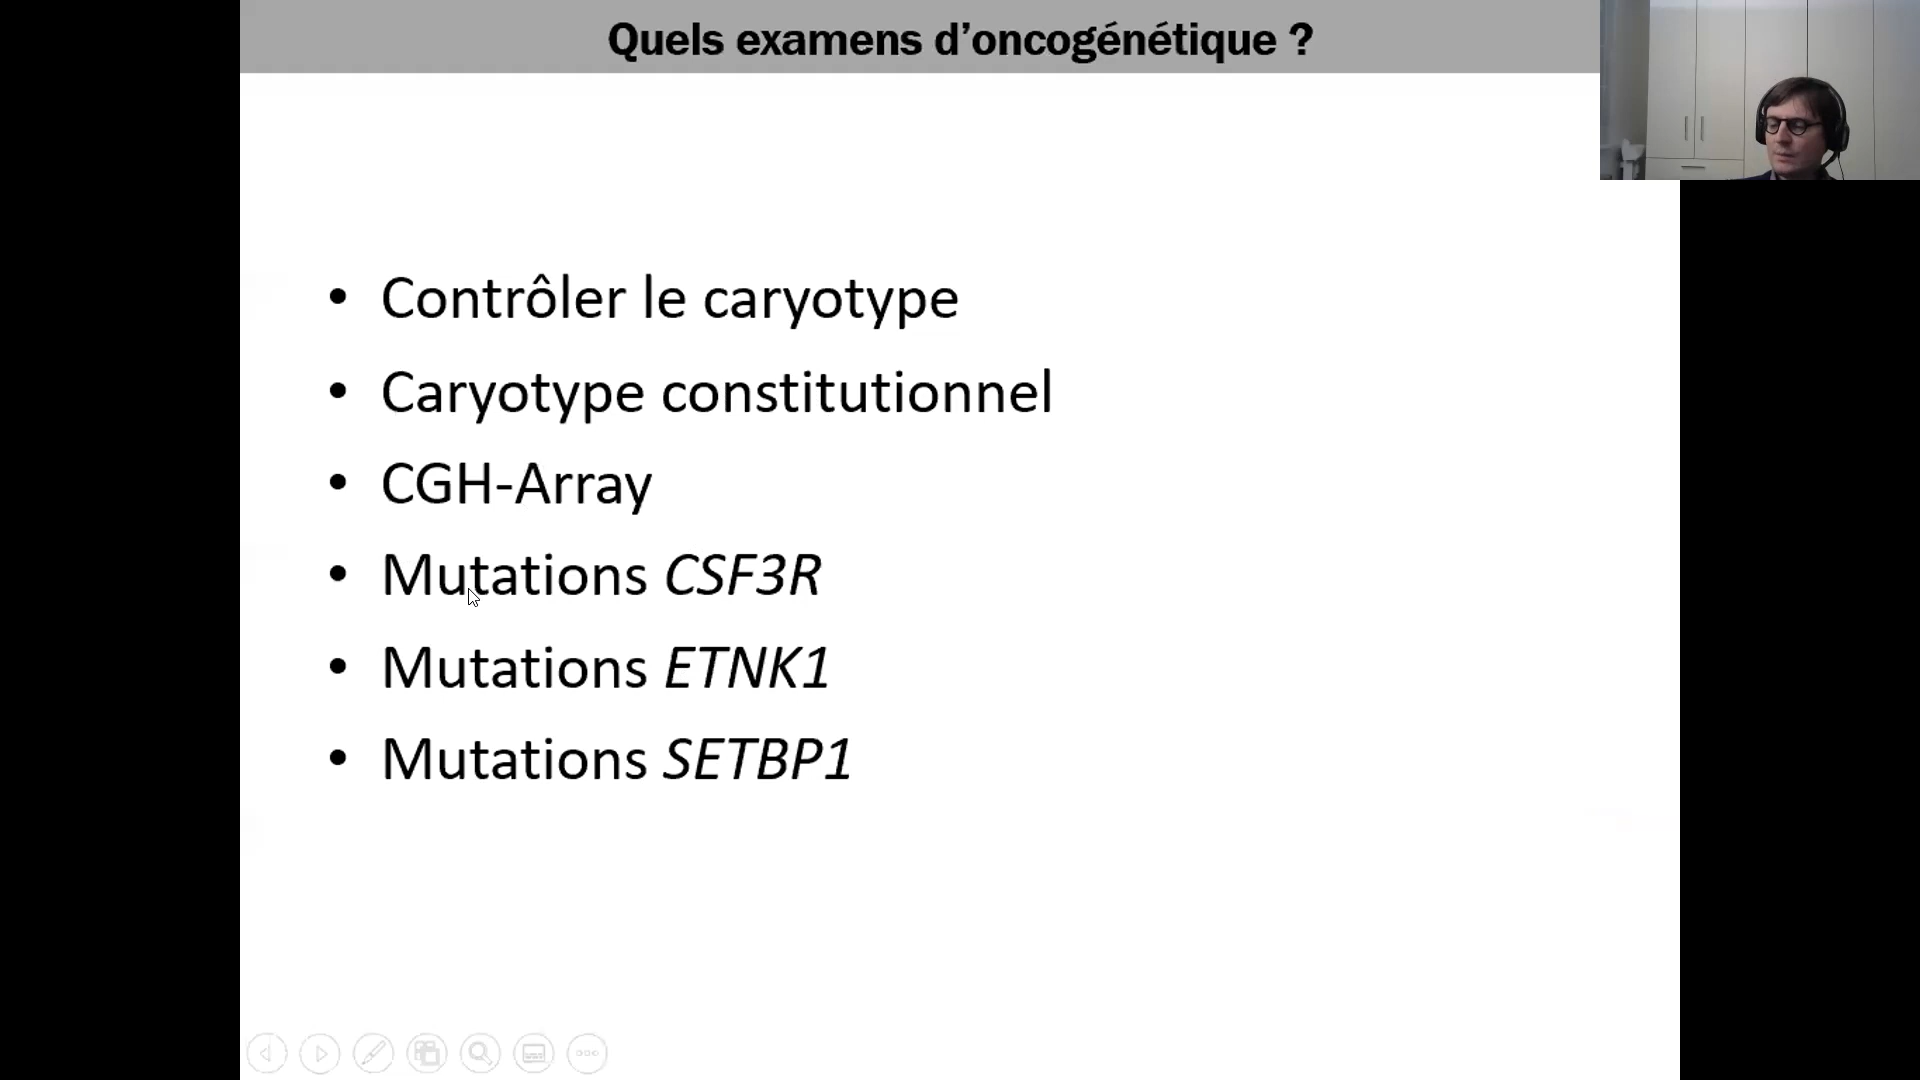 Quels examens d’oncogénétique ?
• Contrôler le caryotype
• Caryotype constitutionnel
• CGH-Array
• Mutations CSF3R
• Mutations ETNK1
• Mutations SETBP1